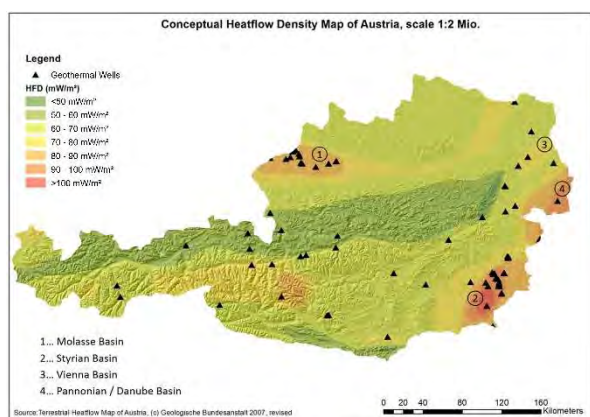 Conceptual Heatflow Density Map of Austria, scale 1:2 Mio.
Legend
Geothermal Wells
HFD (mW/m²)
<50 mW/m²
50 - 60 mW/m²
60 - 70 mW/m²
70 - 80 mW/m²
80 - 90 mW/m²
90 - 100 mW/m²
>100 mW/m²
1
3
4
2
1... Molasse Basin
2... Styrian Basin
3... Vienna Basin
4... Pannonian / Danube Basin
0 20 40 80 120 160
Kilometers
Source:Terrestrial Heatflow Map of Austria, (c) Geologische Bundesanstalt 2007, revised